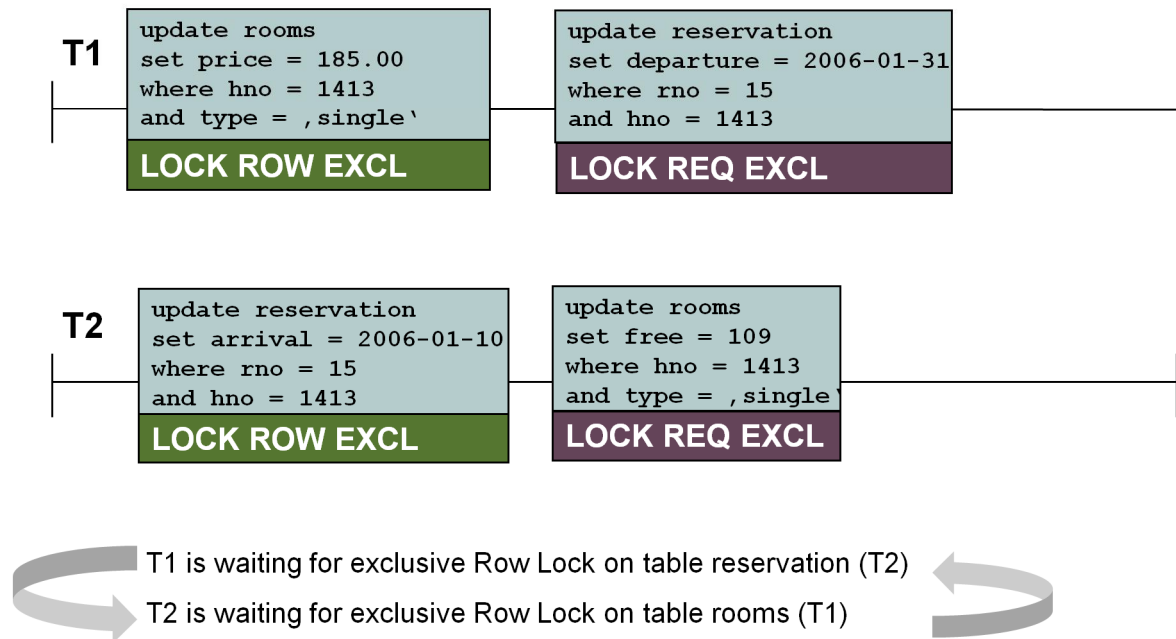 T1
update rooms
set price = 185.00
where hno = 1413
and type = ‚single‘
LOCK ROW EXCL
update reservation
set departure = 2006-01-31
where rno = 15
and hno = 1413
LOCK REQ EXCL
T2
update reservation
set arrival = 2006-01-10
where rno = 15
and hno = 1413
LOCK ROW EXCL
update rooms
set free = 109
where hno = 1413
and type = ‚single‘
LOCK REQ EXCL
T1 is waiting for exclusive Row Lock on table reservation (T2)
T2 is waiting for exclusive Row Lock on table rooms (T1)